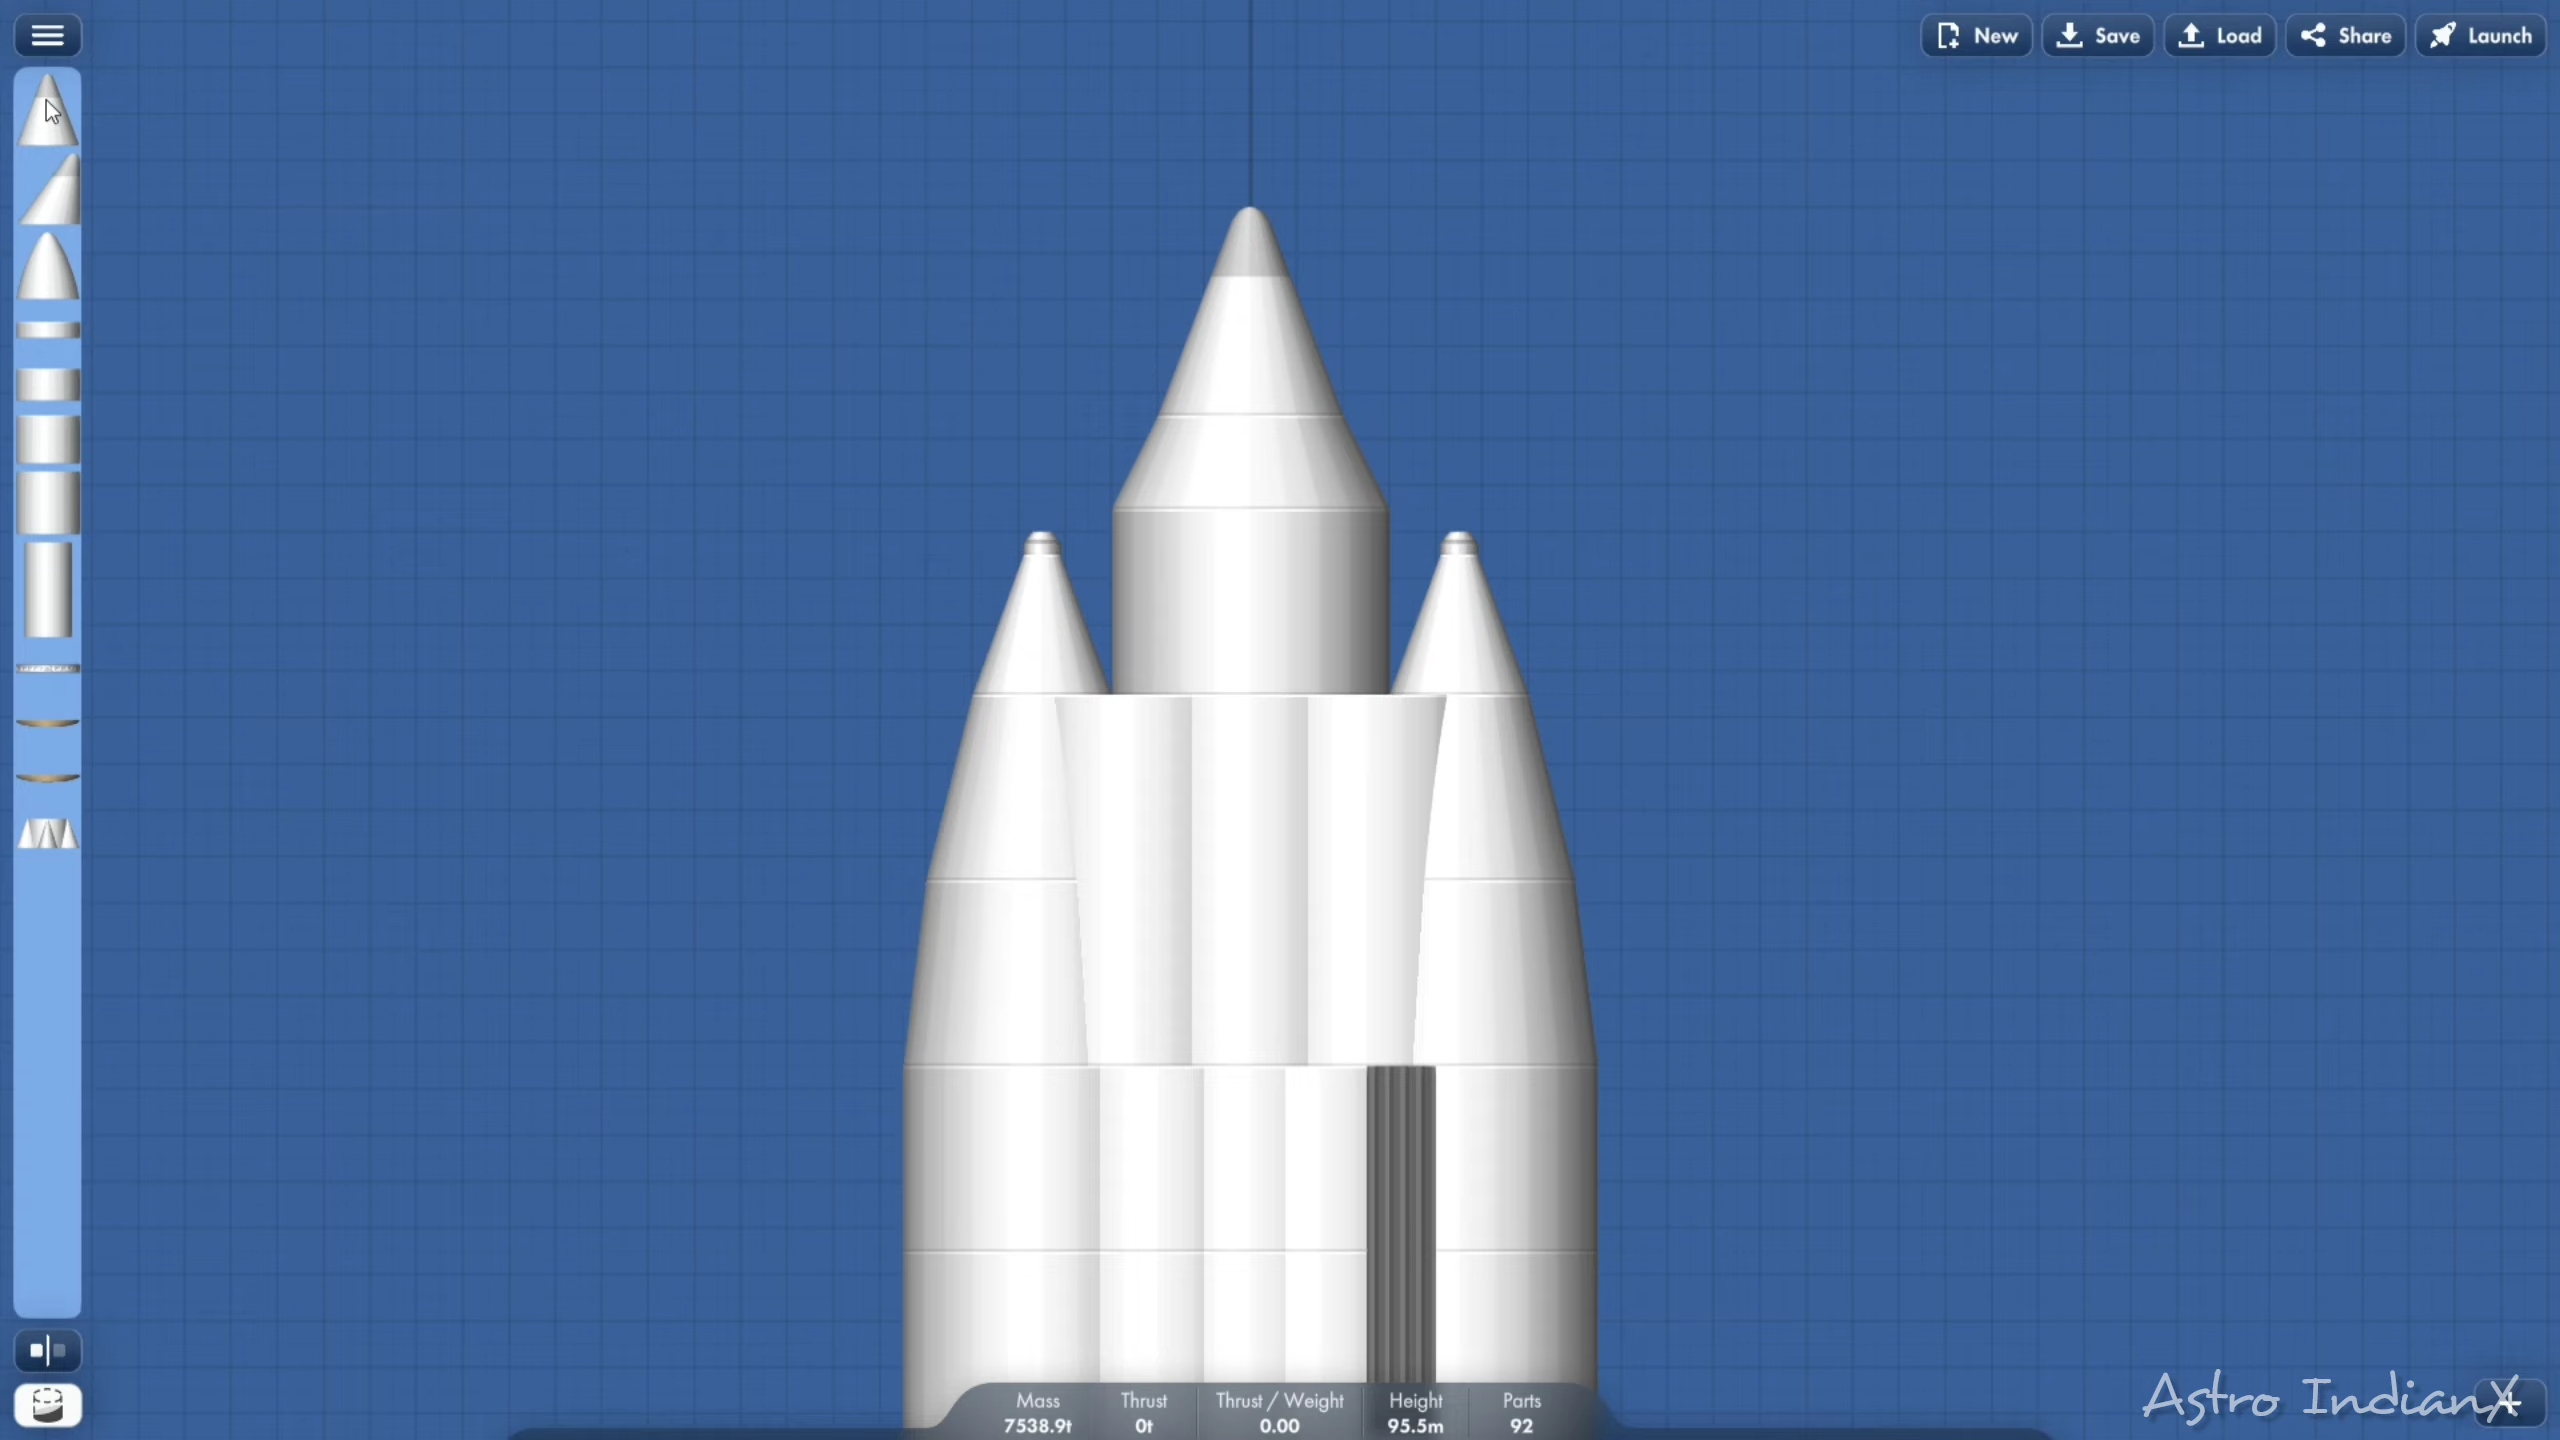 New Save Load Share Launch
Mass Thrust Thrust / Weight Height Parts
7538.9t 0t 0.00 95.5m 92
Astro IndianX